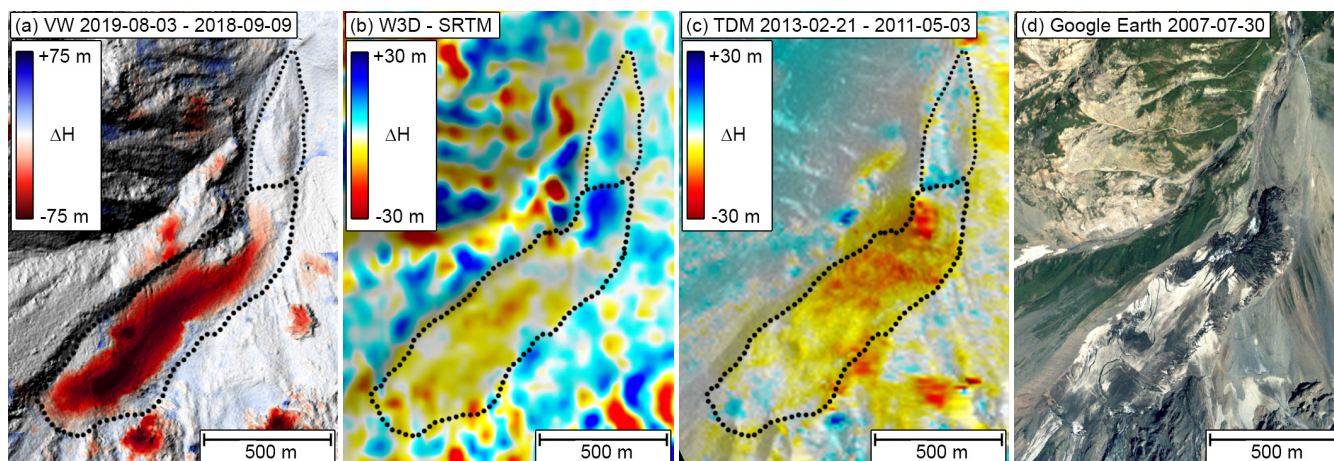 (a) VW 2019-08-03 - 2018-09-09
+75 m
ΔH
-75 m
500 m
(b) W3D - SRTM
+30 m
ΔH
-30 m
500 m
(c) TDM 2013-02-21 - 2011-05-03
+30 m
ΔH
-30 m
500 m
(d) Google Earth 2007-07-30
500 m